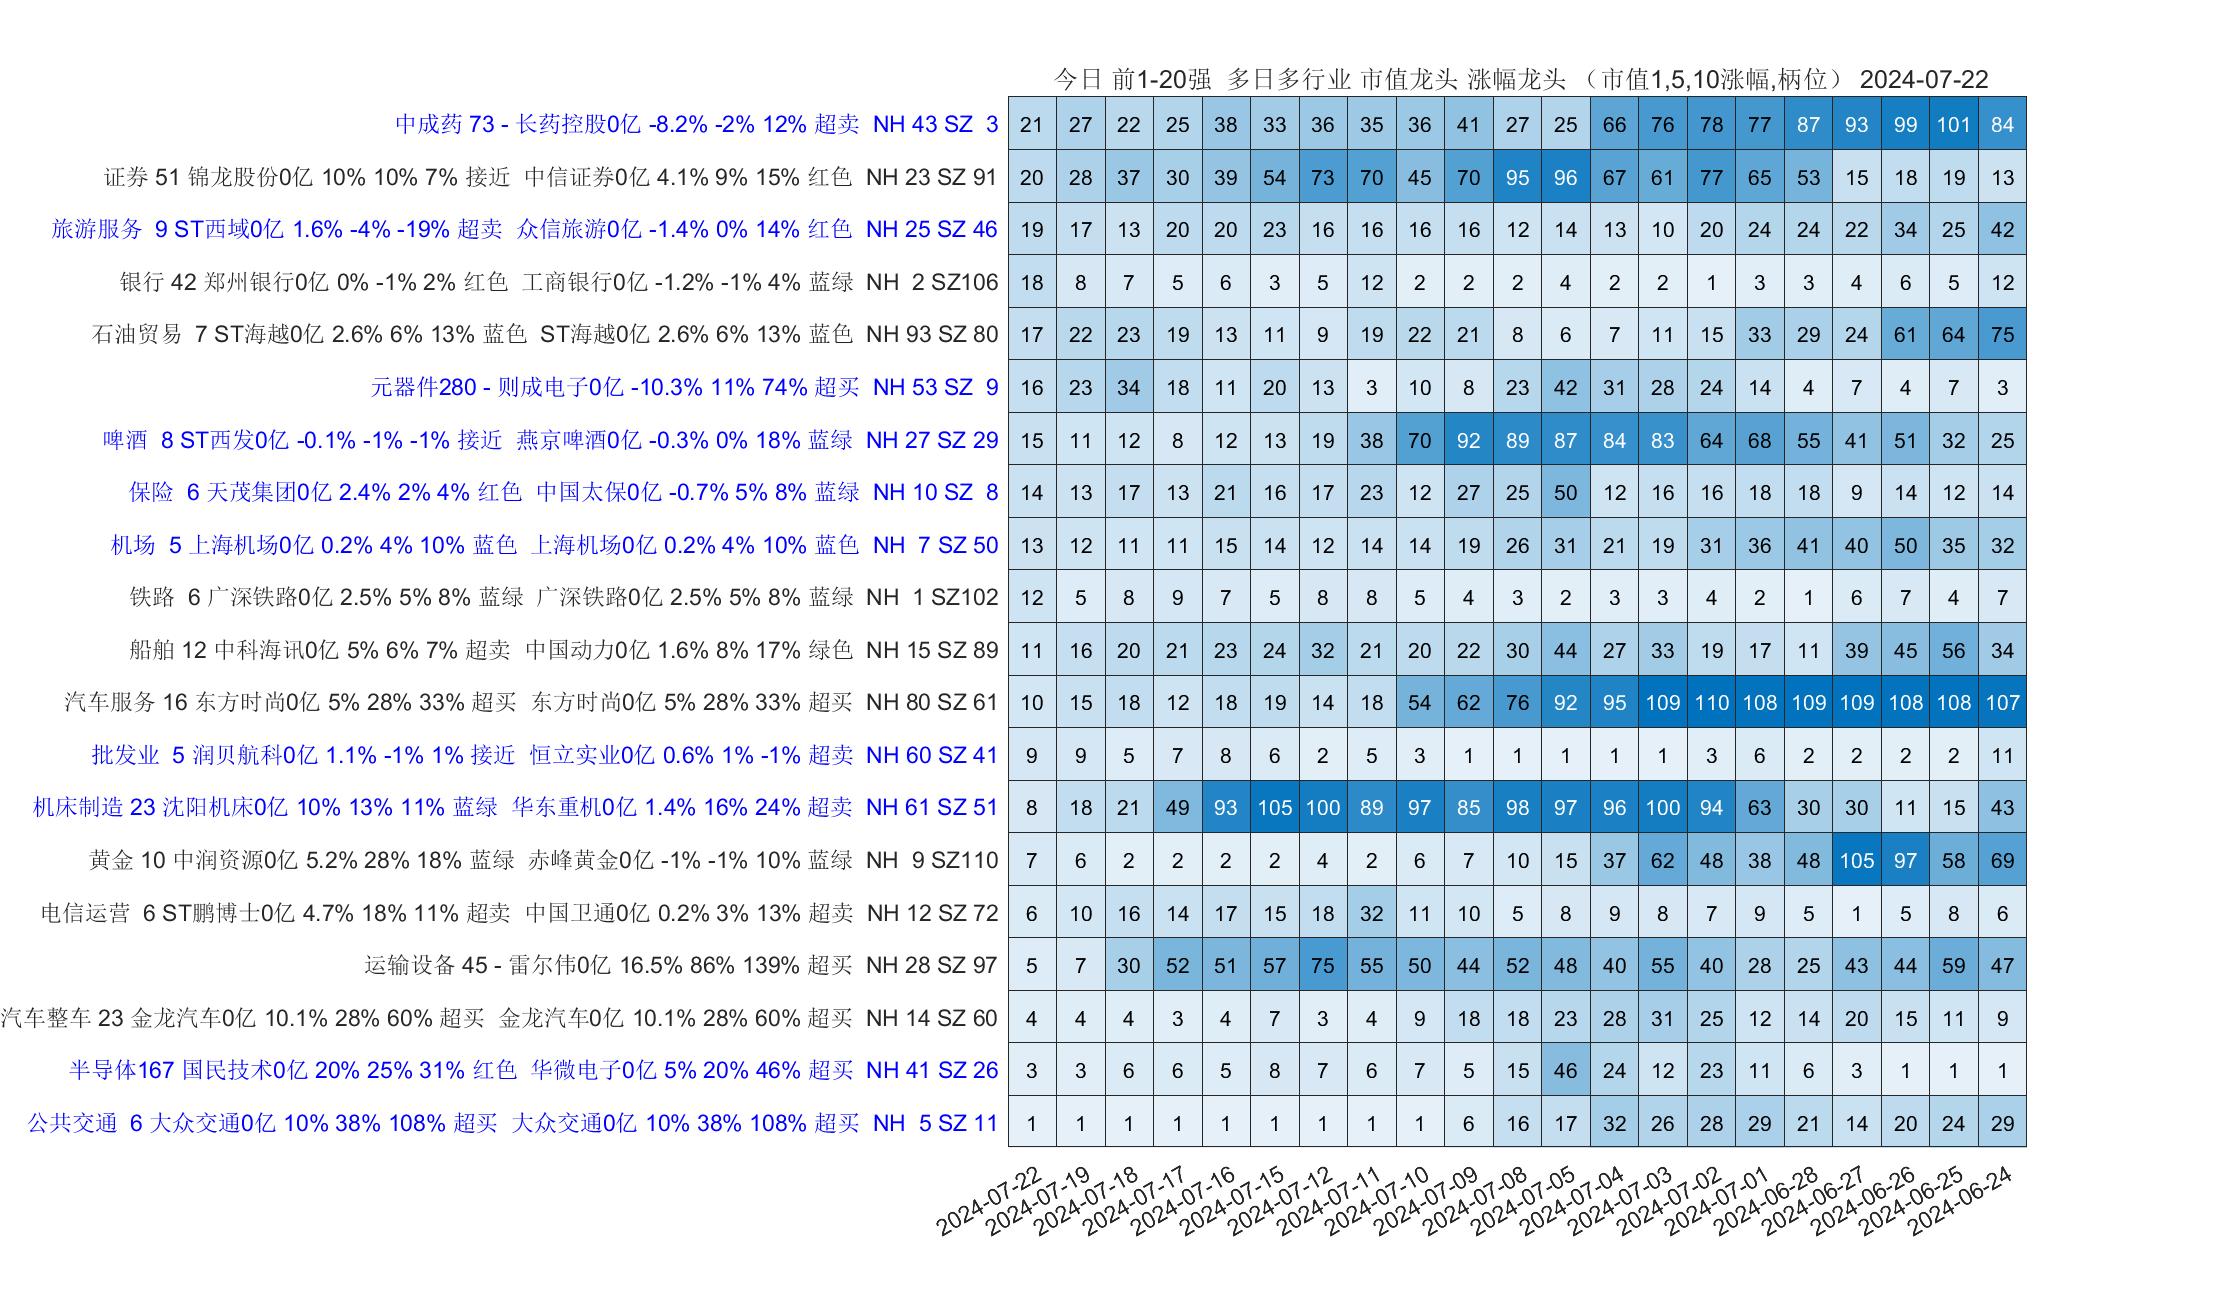 今日 前1-20强 多日多行业 市值龙头 涨幅龙头 （市值1,5,10涨幅,柄位） 2024-07-22
中成药 73 - 长药控股0亿 -8.2% -2% 12% 超卖 NH 43 SZ 3 21 27 22 25 38 33 36 35 36 41 27 25 66 76 78 77 87 93 99 101 84
证券 51 锦龙股份0亿 10% 10% 7% 接近 中信证券0亿 4.1% 9% 15% 红色 NH 23 SZ 91 20 28 37 30 39 54 73 70 45 70 95 96 67 61 77 65 53 15 18 19 13
旅游服务 9 ST西域0亿 1.6% -4% -19% 超卖 众信旅游0亿 -1.4% 0% 14% 红色 NH 25 SZ 46 19 17 13 20 20 23 16 16 16 16 12 14 13 10 20 24 24 22 34 25 42
银行 42 郑州银行0亿 0% -1% 2% 红色 工商银行0亿 -1.2% -1% 4% 蓝绿 NH 2 SZ106 18 8 7 5 6 3 5 12 2 2 2 4 2 2 1 3 3 4 6 5 12
石油贸易 7 ST海越0亿 2.6% 6% 13% 蓝色 ST海越0亿 2.6% 6% 13% 蓝色 NH 93 SZ 80 17 22 23 19 13 11 9 19 22 21 8 6 7 11 15 33 29 24 61 64 75
元器件280 - 则成电子0亿 -10.3% 11% 74% 超买 NH 53 SZ 9 16 23 34 18 11 20 13 3 10 8 23 42 31 28 24 14 4 7 4 7 3
啤酒 8 ST西发0亿 -0.1% -1% -1% 接近 燕京啤酒0亿 -0.3% 0% 18% 蓝绿 NH 27 SZ 29 15 11 12 8 12 13 19 38 70 92 89 87 84 83 64 68 55 41 51 32 25
保险 6 天茂集团0亿 2.4% 2% 4% 红色 中国太保0亿 -0.7% 5% 8% 蓝绿 NH 10 SZ 8 14 13 17 13 21 16 17 23 12 27 25 50 12 16 16 18 18 9 14 12 14
机场 5 上海机场0亿 0.2% 4% 10% 蓝色 上海机场0亿 0.2% 4% 10% 蓝色 NH 7 SZ 50 13 12 11 11 15 14 12 14 14 19 26 31 21 19 31 36 41 40 50 35 32
铁路 6 广深铁路0亿 2.5% 5% 8% 蓝绿 广深铁路0亿 2.5% 5% 8% 蓝绿 NH 1 SZ102 12 5 8 9 7 5 8 8 5 4 3 2 3 3 4 2 1 6 7 4 7
船舶 12 中科海讯0亿 5% 6% 7% 超卖 中国动力0亿 1.6% 8% 17% 绿色 NH 15 SZ 89 11 16 20 21 23 24 32 21 20 22 30 44 27 33 19 17 11 39 45 56 34
汽车服务 16 东方时尚0亿 5% 28% 33% 超买 东方时尚0亿 5% 28% 33% 超买 NH 80 SZ 61 10 15 18 12 18 19 14 18 54 62 76 92 95 109 110 108 109 109 108 108 107
批发业 5 润贝航科0亿 1.1% -1% 1% 接近 恒立实业0亿 0.6% 1% -1% 超卖 NH 60 SZ 41 9 9 5 7 8 6 2 5 3 1 1 1 1 1 3 6 2 2 2 2 11
机床制造 23 沈阳机床0亿 10% 13% 11% 蓝绿 华东重机0亿 1.4% 16% 24% 超卖 NH 61 SZ 51 8 18 21 49 93 105 100 89 97 85 98 97 96 100 94 63 30 30 11 15 43
黄金 10 中润资源0亿 5.2% 28% 18% 蓝绿 赤峰黄金0亿 -1% -1% 10% 蓝绿 NH 9 SZ110 7 6 2 2 2 2 4 2 6 7 10 15 37 62 48 38 48 105 97 58 69
电信运营 6 ST鹏博士0亿 4.7% 18% 11% 超卖 中国卫通0亿 0.2% 3% 13% 超卖 NH 12 SZ 72 6 10 16 14 17 15 18 32 11 10 5 8 9 8 7 9 5 1 5 8 6
运输设备 45 - 雷尔伟0亿 16.5% 86% 139% 超买 NH 28 SZ 97 5 7 30 52 51 57 75 55 50 44 52 48 40 55 40 28 25 43 44 59 47
汽车整车 23 金龙汽车0亿 10.1% 28% 60% 超买 金龙汽车0亿 10.1% 28% 60% 超买 NH 14 SZ 60 4 4 4 3 4 7 3 4 9 18 18 23 28 31 25 12 14 20 15 11 9
半导体167 国民技术0亿 20% 25% 31% 红色 华微电子0亿 5% 20% 46% 超买 NH 41 SZ 26 3 3 6 6 5 8 7 6 7 5 15 46 24 12 23 11 6 3 1 1 1
公共交通 6 大众交通0亿 10% 38% 108% 超买 大众交通0亿 10% 38% 108% 超买 NH 5 SZ 11 1 1 1 1 1 1 1 1 1 6 16 17 32 26 28 29 21 14 20 24 29
2024-07-22 2024-07-19 2024-07-18 2024-07-17 2024-07-16 2024-07-15 2024-07-12 2024-07-11 2024-07-10 2024-07-09 2024-07-08 2024-07-05 2024-07-04 2024-07-03 2024-07-02 2024-07-01 2024-06-28 2024-06-27 2024-06-26 2024-06-25 2024-06-24